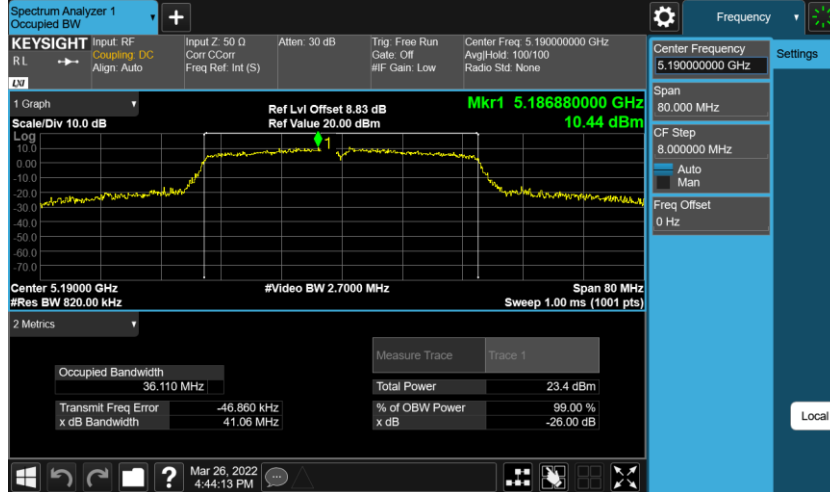 Spectrum Analyzer 1
Occupied BW
Frequency
KEYSIGHT
R L
LXI
Input: RF
Coupling: DC
Align: Auto
Input Z: 50 Ω
Corr CCorr
Freq Ref: Int (S)
Atten: 30 dB
Trig: Free Run
Gate: Off
#IF Gain: Low
Center Freq: 5.190000000 GHz
Avg|Hold: 100/100
Radio Std: None
Center Frequency
5.190000000 GHz
Settings
Span
80.000 MHz
CF Step
8.000000 MHz
Auto
Man
Freq Offset
0 Hz
Local
1 Graph
Scale/Div 10.0 dB
Ref Lvl Offset 8.83 dB
Ref Value 20.00 dBm
Mkr1 5.186880000 GHz
10.44 dBm
Log
10.0
0.00
-10.0
-20.0
-30.0
-40.0
-50.0
-60.0
-70.0
1
Center 5.19000 GHz
#Res BW 820.00 kHz
#Video BW 2.7000 MHz
Span 80 MHz
Sweep 1.00 ms (1001 pts)
2 Metrics
Measure Trace
Trace 1
Occupied Bandwidth
36.110 MHz
Total Power
23.4 dBm
Transmit Freq Error
-46.860 kHz
% of OBW Power
99.00 %
x dB Bandwidth
41.06 MHz
x dB
-26.00 dB
?
Mar 26, 2022
4:44:13 PM